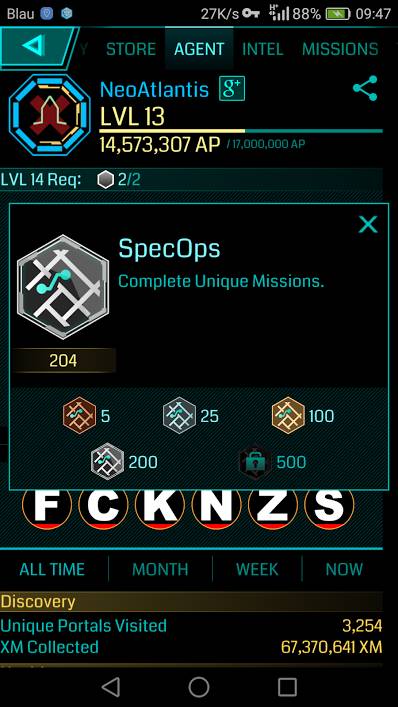 Blau 27K/s H+ 88% 09:47
STORE AGENT INTEL MISSIONS
NeoAtlantis g+
LVL 13
14,573,307 AP / 17,000,000 AP
LVL 14 Req: 2/2
SpecOps
Complete Unique Missions.
204
5 25 100
200 500
F C K N Z S
ALL TIME MONTH WEEK NOW
Discovery
Unique Portals Visited 3,254
XM Collected 67,370,641 XM